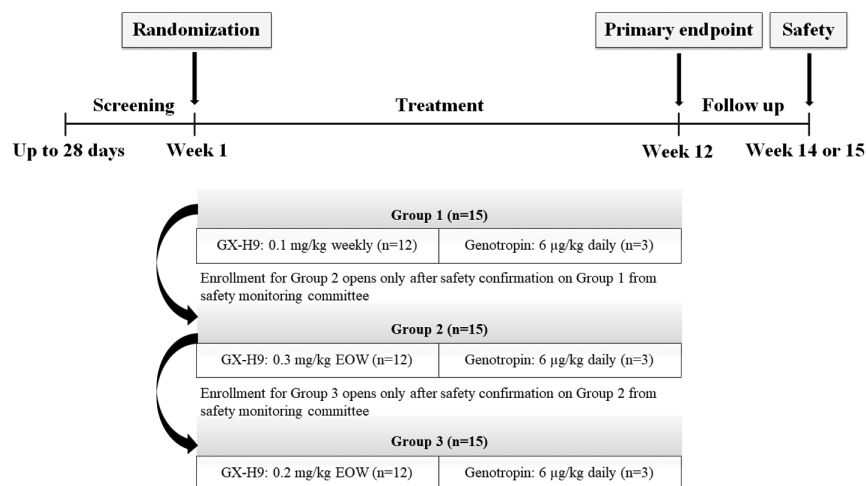 Randomization
Primary endpoint
Safety
Screening
Treatment
Follow up
Up to 28 days
Week 1
Week 12
Week 14 or 15
Group 1 (n=15)
GX-H9: 0.1 mg/kg weekly (n=12)
Genotropin: 6 µg/kg daily (n=3)
Enrollment for Group 2 opens only after safety confirmation on Group 1 from
safety monitoring committee
Group 2 (n=15)
GX-H9: 0.3 mg/kg EOW (n=12)
Genotropin: 6 µg/kg daily (n=3)
Enrollment for Group 3 opens only after safety confirmation on Group 2 from
safety monitoring committee
Group 3 (n=15)
GX-H9: 0.2 mg/kg EOW (n=12)
Genotropin: 6 µg/kg daily (n=3)